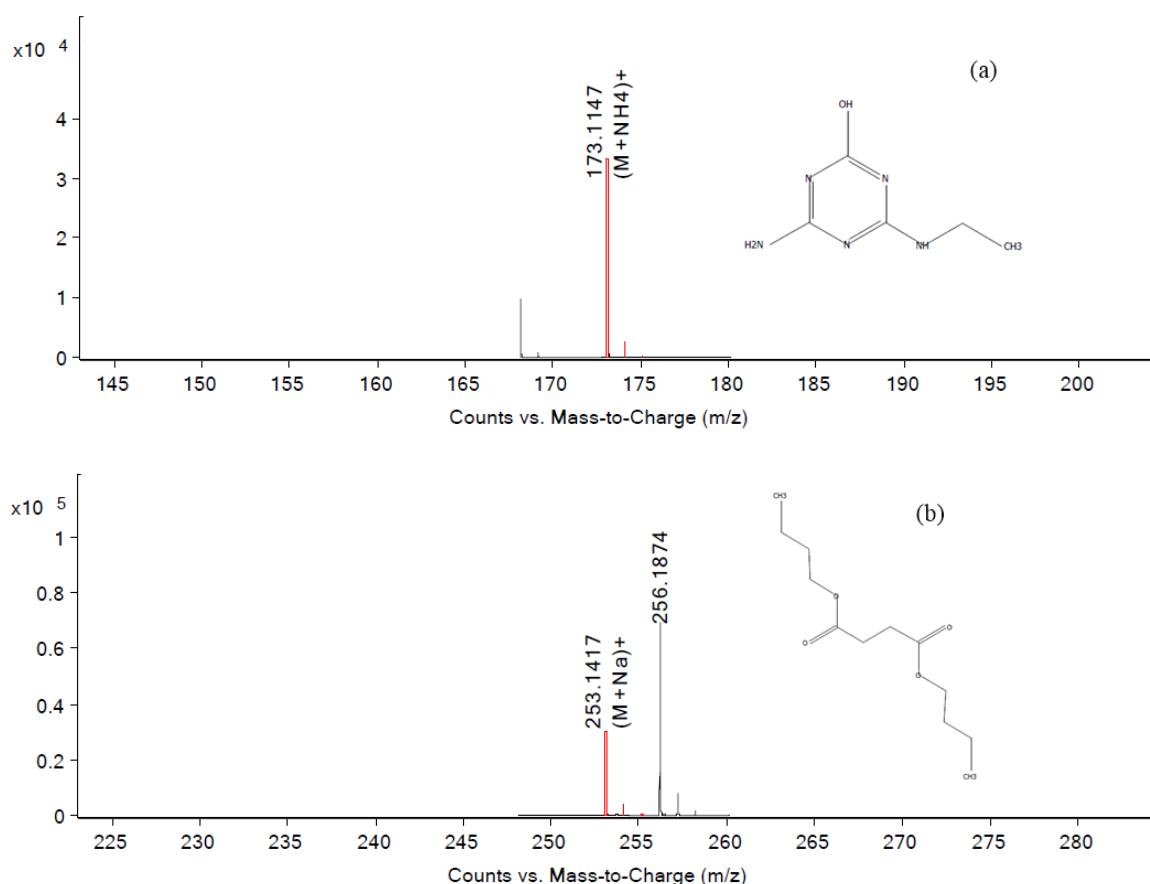 x10 4
4
3
2
1
0
173.1147
(M+NH4)+
(a)
OH
N
N
N
H2N
NH
CH3
145 150 155 160 165 170 175 180 185 190 195 200
Counts vs. Mass-to-Charge (m/z)
x10 5
1
0.8
0.6
0.4
0.2
0
253.1417
(M+Na)+
256.1874
(b)
CH3
O
O
O
O
CH3
225 230 235 240 245 250 255 260 265 270 275 280
Counts vs. Mass-to-Charge (m/z)